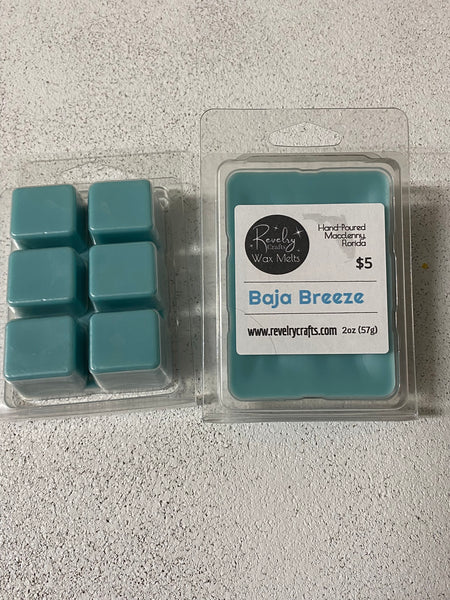 Revelry
Crafts
Wax Melts
Hand-Poured
Macclenny,
Florida
$5
Baja Breeze
www.revelrycrafts.com 2oz (57g)